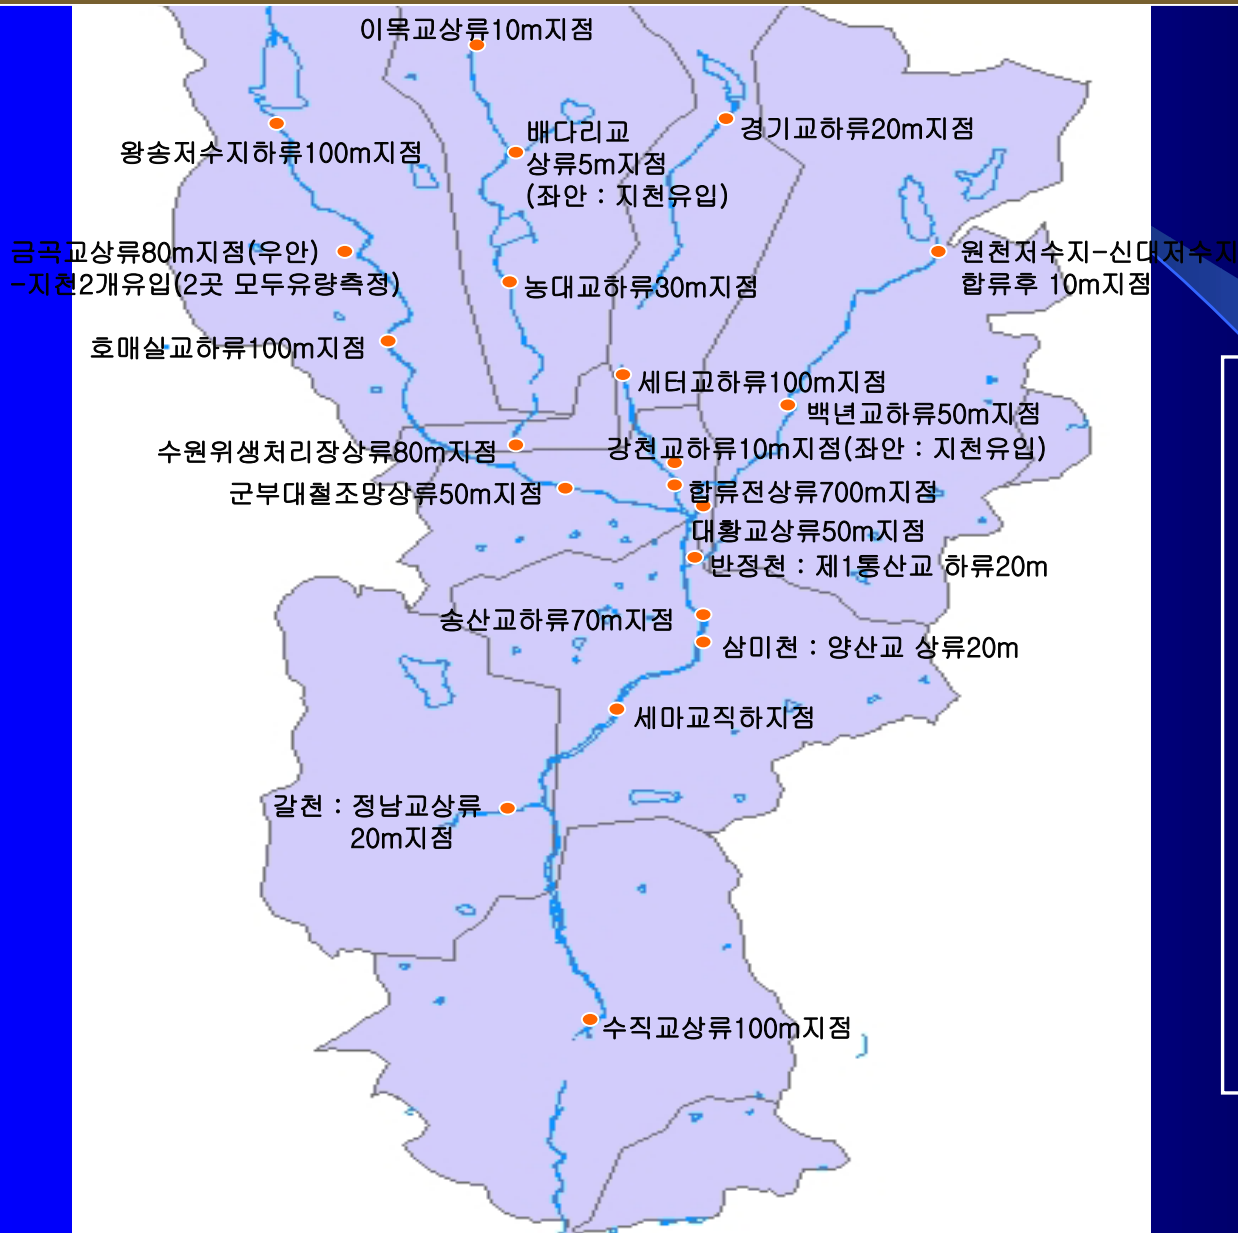 이목교상류10m지점
경기교하류20m지점
왕송저수지하류100m지점
배다리교
상류5m지점
(좌안 : 지천유입)
금곡교상류80m지점(우안)
-지천2개유입(2곳 모두유량측정)
원천저수지-신대저수지
합류후 10m지점
농대교하류30m지점
호매실교하류100m지점
세터교하류100m지점
백년교하류50m지점
수원위생처리장상류80m지점
강천교하류10m지점(좌안 : 지천유입)
군부대철조망상류50m지점
합류전상류700m지점
대황교상류50m지점
반정천 : 제1통산교 하류20m
송산교하류70m지점
삼미천 : 양산교 상류20m
세마교직하지점
갈천 : 정남교상류
20m지점
수직교상류100m지점